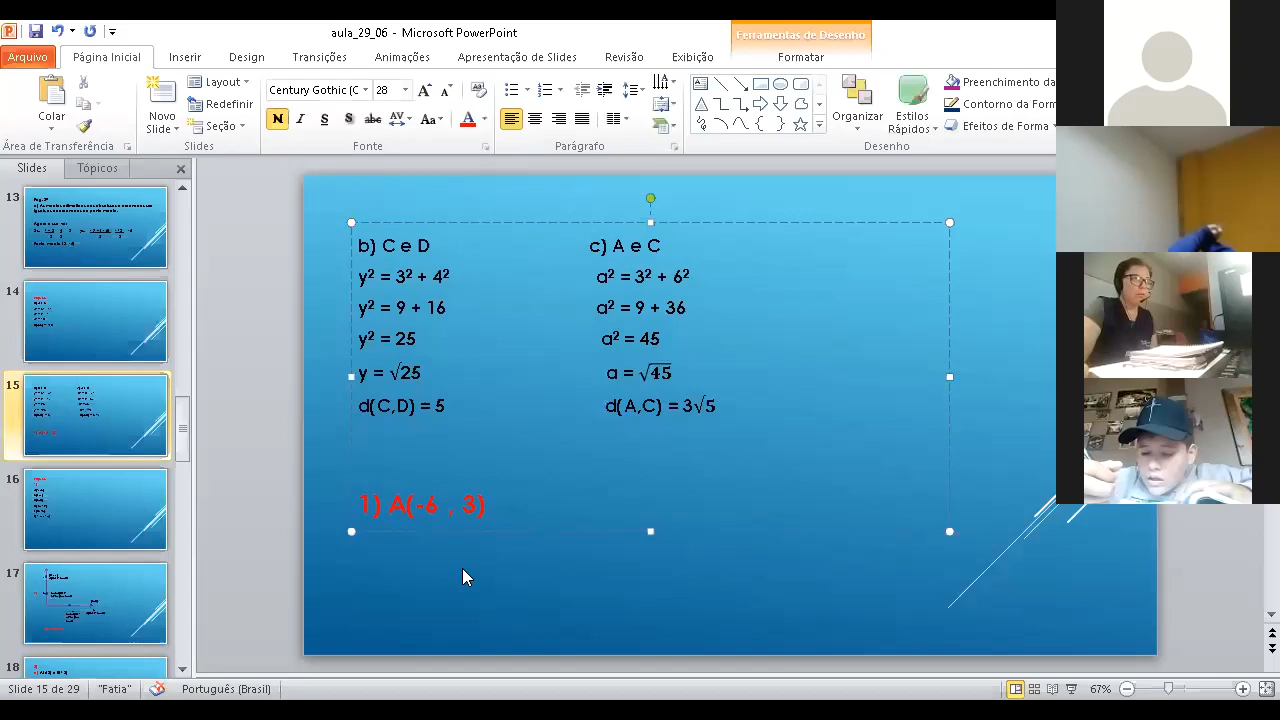 aula_29_06 - Microsoft PowerPoint
Ferramentas de Desenho
Arquivo
Página Inicial
Inserir
Design
Transições
Animações
Apresentação de Slides
Revisão
Exibição
Formatar
Colar
Área de Transferência
Novo
Slide
Layout
Redefinir
Seção
Slides
Century Gothic (
28
N I S S abc AV Aa A
Fonte
Parágrafo
Organizar
Estilos
Rápidos
Preenchimento da
Contorno da Form
Efeitos de Forma
Desenho
Slides
Tópicos
13
14
15
16
17
18
b) C e D
y² = 3² + 4²
y² = 9 + 16
y² = 25
y = √25
d(C,D) = 5
c) A e C
a² = 3² + 6²
a² = 9 + 36
a² = 45
a = √45
d(A,C) = 3√5
1) A(-6 , 3)
Slide 15 de 29
"Fatia"
Português (Brasil)
67%